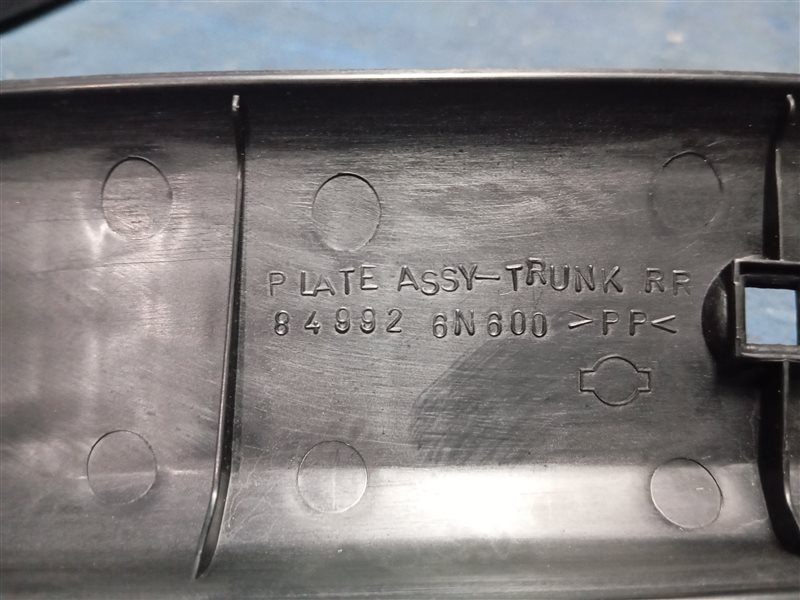 PLATE ASSY-TRUNK RR
84992 6N600 >PP<